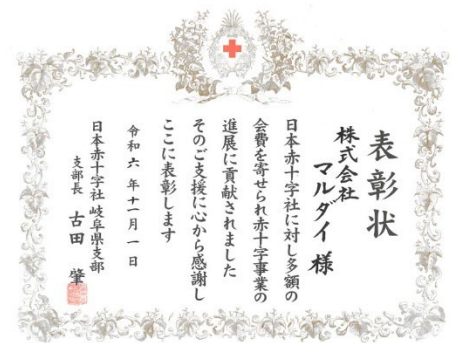 表彰状
株式会社
マルダイ様
日本赤十字社に対し多額の
会費を寄せられ赤十字事業の
進展に貢献されました
そのご支援に心から感謝し
ここに表彰します
令和六年十一月一日
日本赤十字社岐阜県支部
支部長 古田 肇